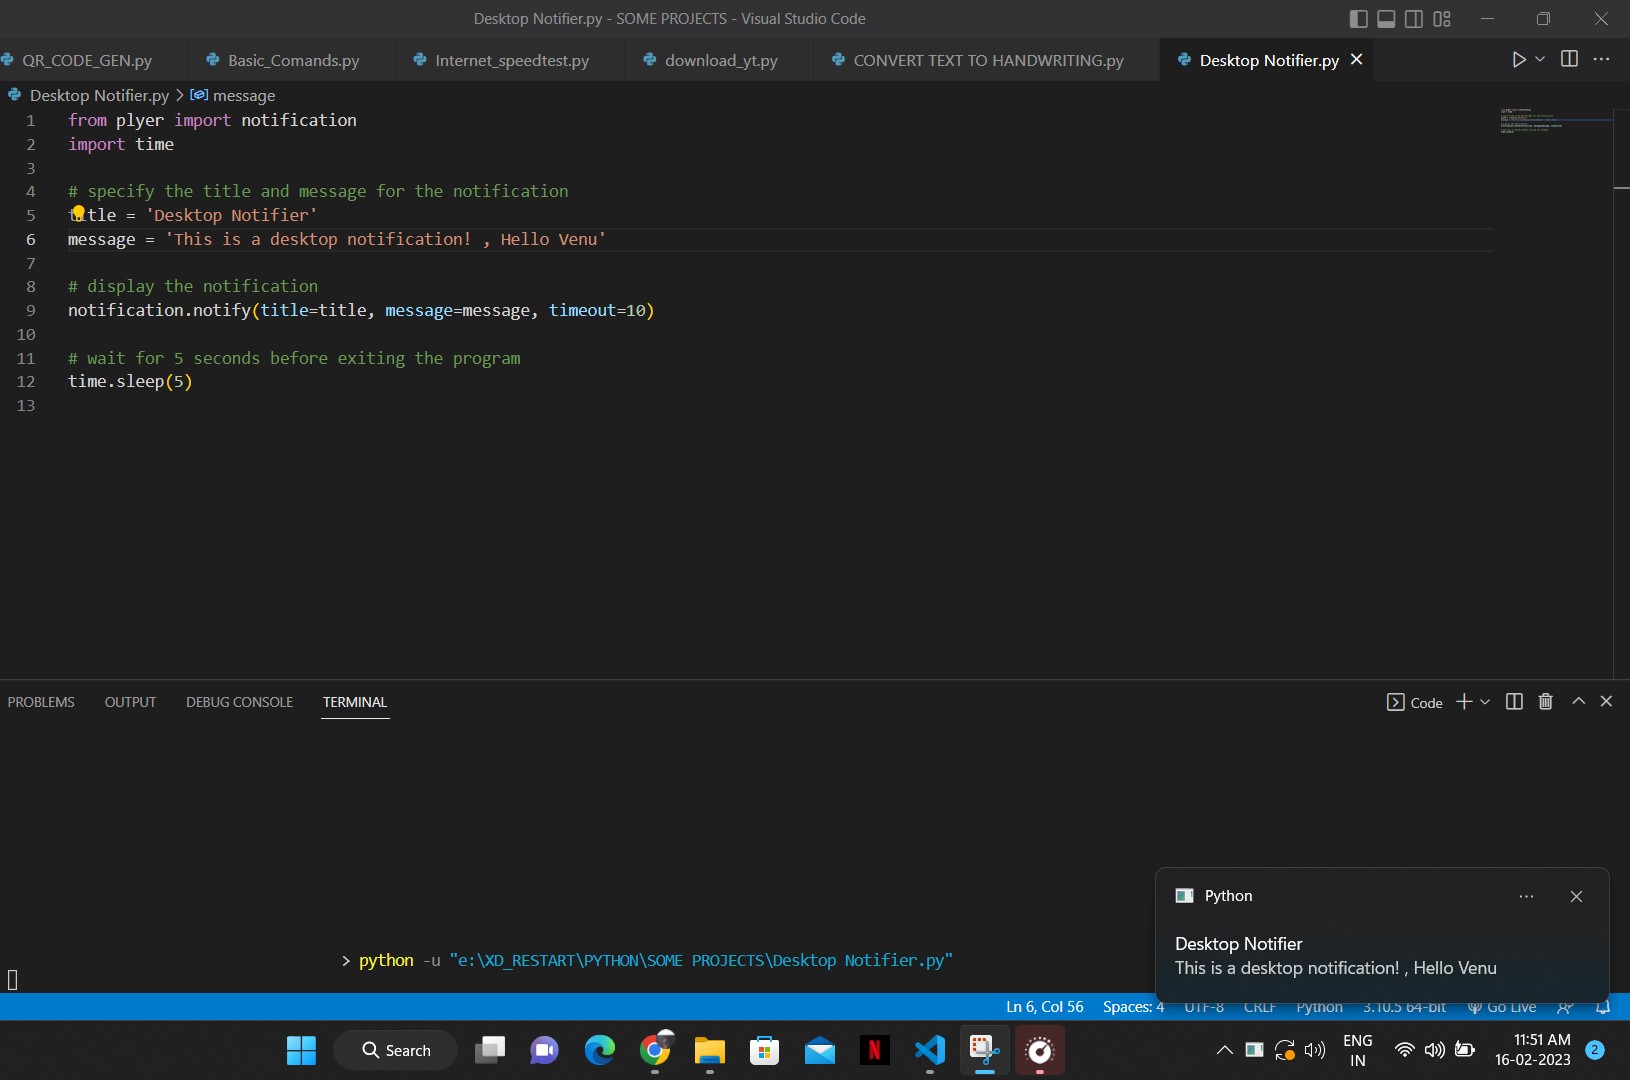 Desktop Notifier.py - SOME PROJECTS - Visual Studio Code
QR_CODE_GEN.py
Basic_Comands.py
Internet_speedtest.py
download_yt.py
CONVERT TEXT TO HANDWRITING.py
Desktop Notifier.py
Desktop Notifier.py > message
1 from plyer import notification
2 import time
3
4 # specify the title and message for the notification
5 title = 'Desktop Notifier'
6 message = 'This is a desktop notification! , Hello Venu'
7
8 # display the notification
9 notification.notify(title=title, message=message, timeout=10)
10
11 # wait for 5 seconds before exiting the program
12 time.sleep(5)
13
PROBLEMS
OUTPUT
DEBUG CONSOLE
TERMINAL
Code
Python
Desktop Notifier
This is a desktop notification! , Hello Venu
> python -u "e:\XD_RESTART\PYTHON\SOME PROJECTS\Desktop Notifier.py"
Ln 6, Col 56
Spaces: 4
UTF-8
CRLF
Python
3.10.5 64-bit
Go Live
Search
N
ENG
IN
11:51 AM
16-02-2023
2